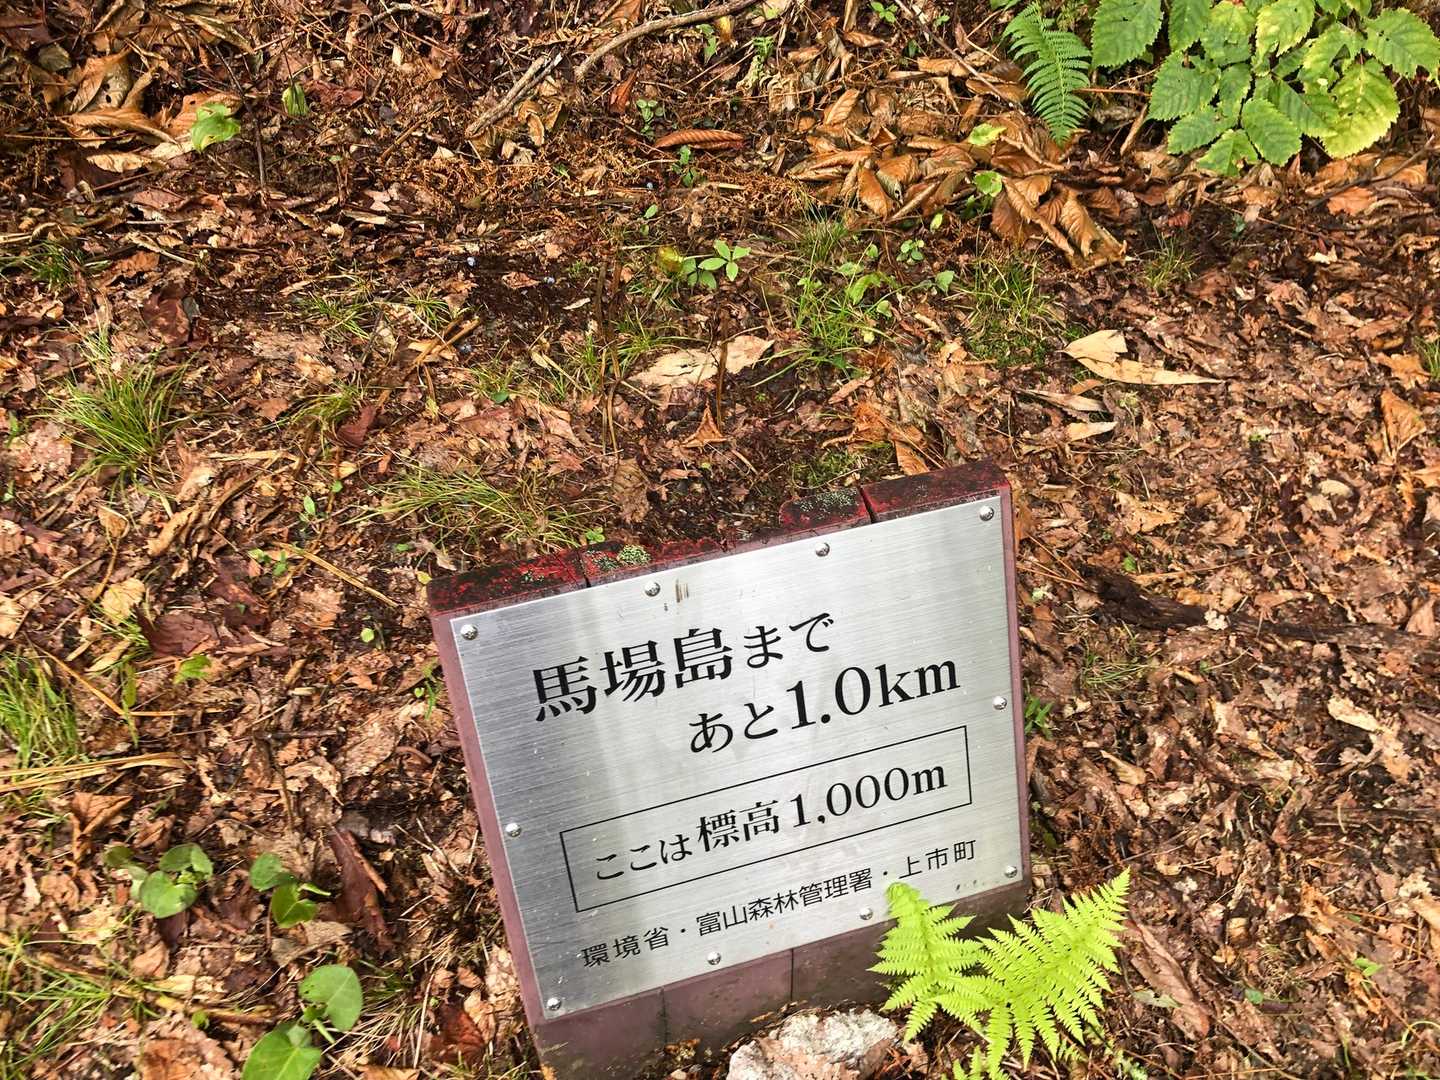 馬場島まで
あと1.0km
ここは標高1,000m
環境省・富山森林管理署・上市町